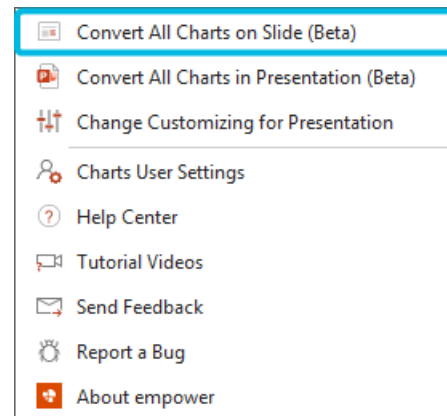 Convert All Charts on Slide (Beta)
Convert All Charts in Presentation (Beta)
Change Customizing for Presentation
Charts User Settings
Help Center
Tutorial Videos
Send Feedback
Report a Bug
About empower